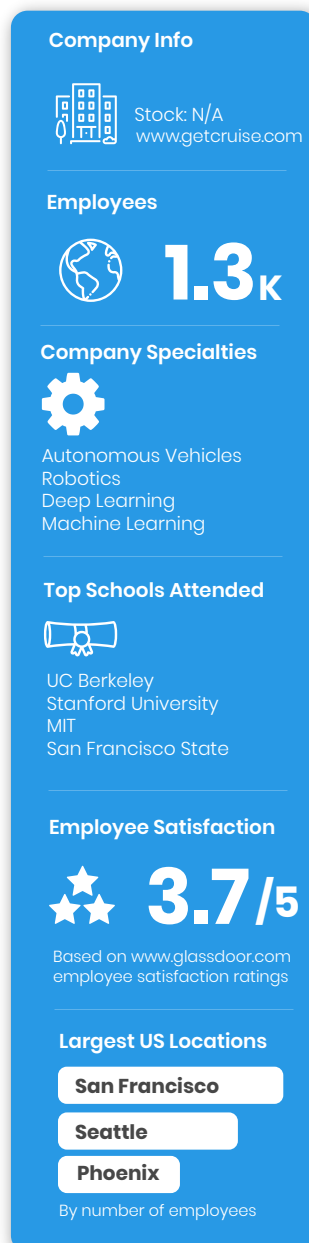 Company Info
Stock: N/A
www.getcruise.com
Employees
1.3K
Company Specialties
Autonomous Vehicles
Robotics
Deep Learning
Machine Learning
Top Schools Attended
UC Berkeley
Stanford University
MIT
San Francisco State
Employee Satisfaction
3.7/5
Based on www.glassdoor.com
employee satisfaction ratings
Largest US Locations
San Francisco
Seattle
Phoenix
By number of employees